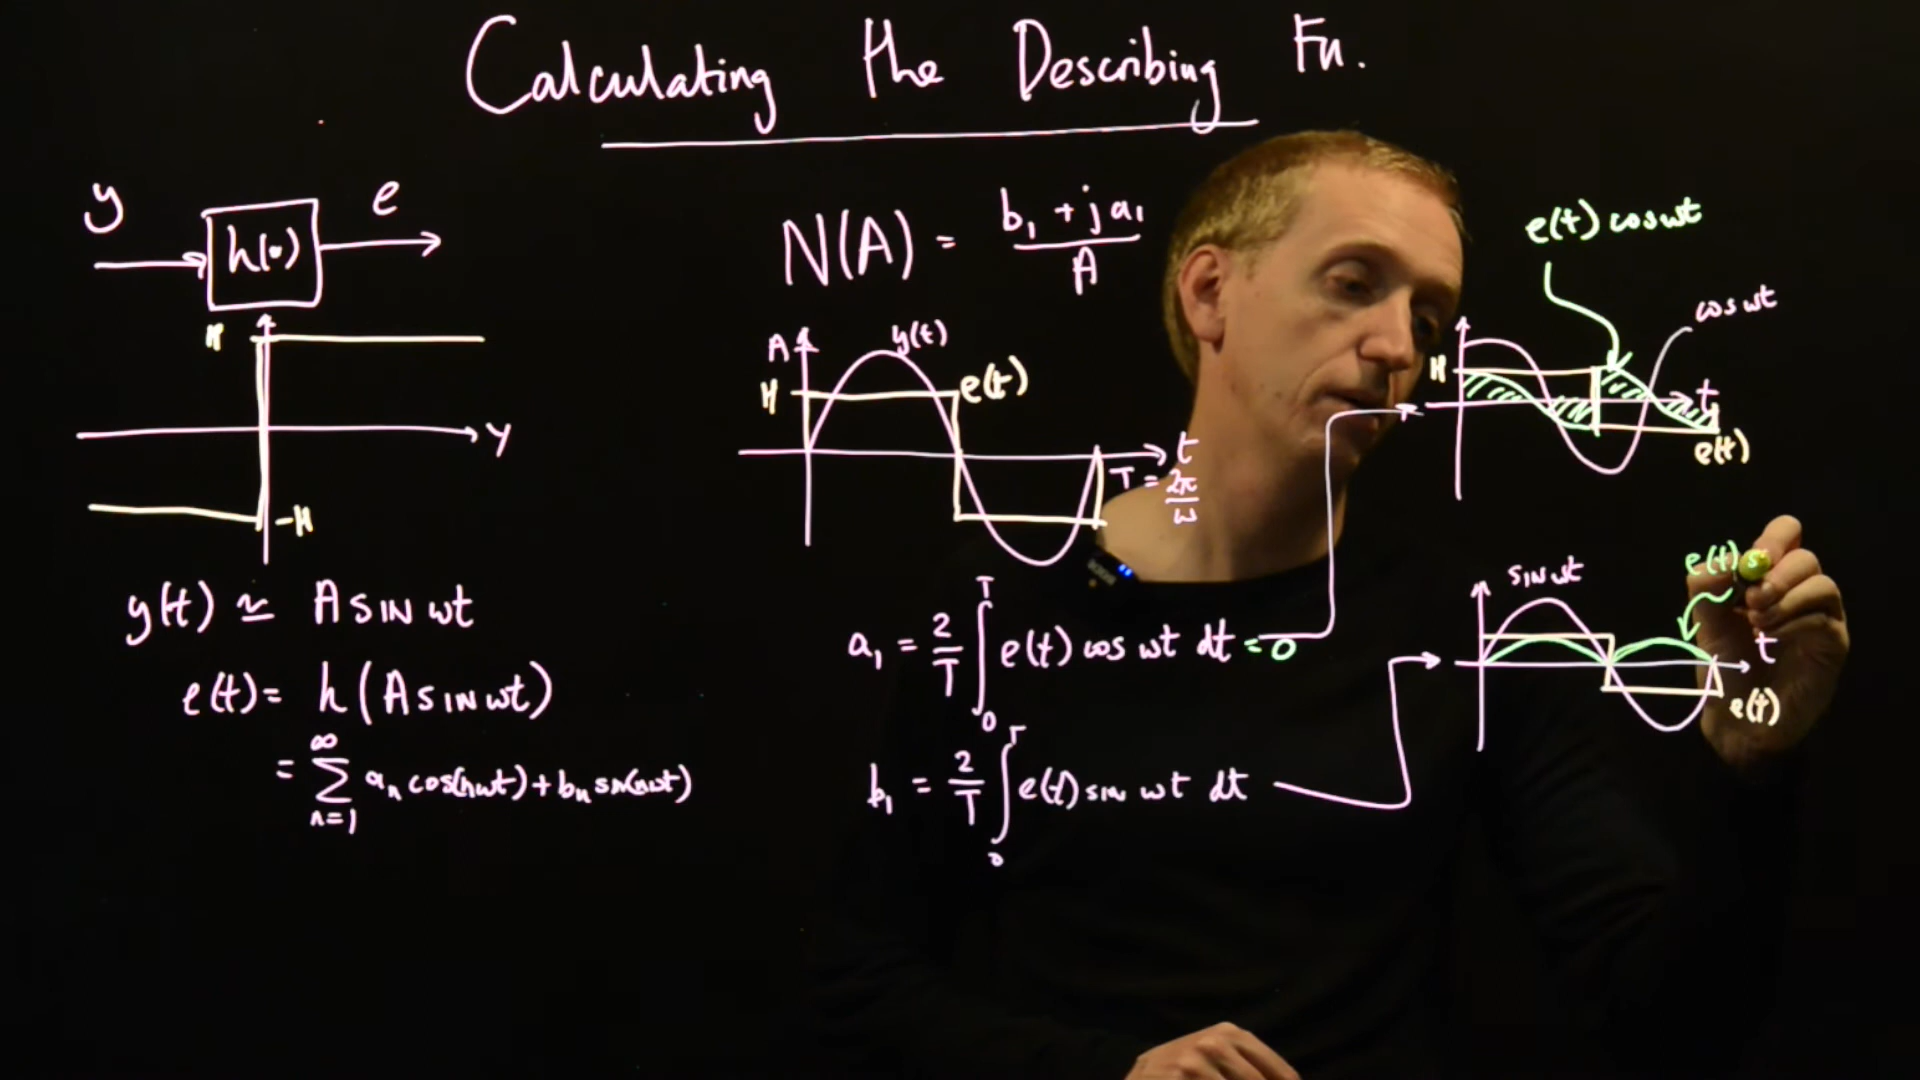 Calculating the Describing Fn.
y
h(·)
e
H
y
-H
y(t) ≃ A sin ωt
e(t) = h(A sin ωt)
= ∞ Σ n=1 aₙ cos(nωt) + bₙ sin(nωt)
N(A) = b₁ + ja₁ / A
A
y(t)
H
e(t)
t
T = 2π/ω
a₁ = 2/T ∫₀ᵀ e(t) cos ωt dt = 0
b₁ = 2/T ∫₀ᵀ e(t) sin ωt dt
e(t) cos ωt
cos ωt
H
t
e(t)
sin ωt
e(t) s
t
e(t)